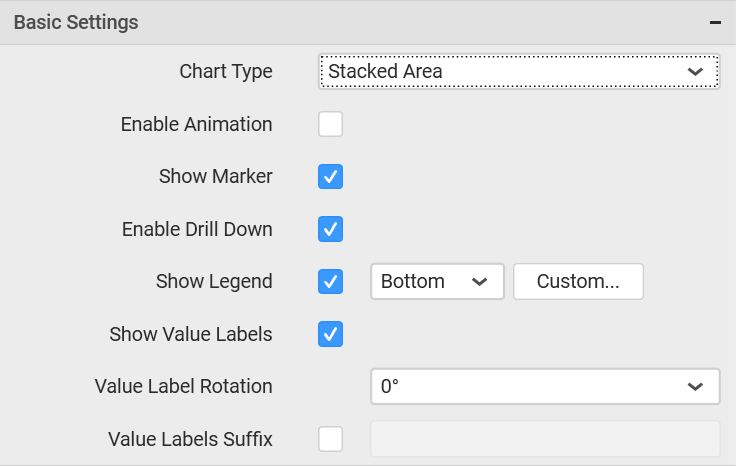 Basic Settings
Chart Type Stacked Area
Enable Animation
Show Marker
Enable Drill Down
Show Legend Bottom Custom...
Show Value Labels
Value Label Rotation 0°
Value Labels Suffix